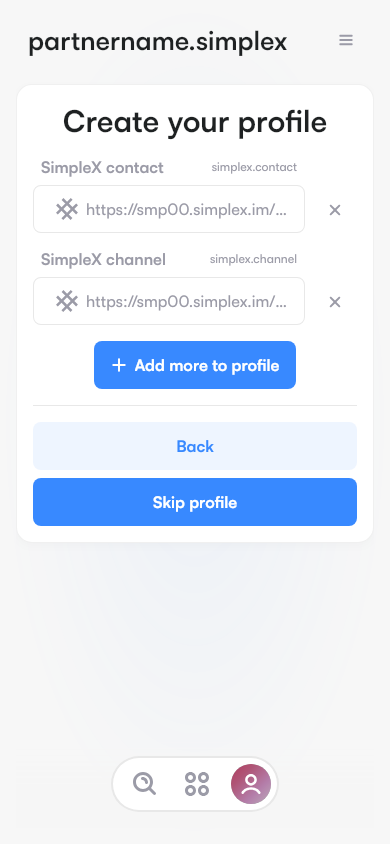 partnername.simplex
Create your profile
SimpleX contact simplex.contact
https://smp00.simplex.im/...
SimpleX channel simplex.channel
https://smp00.simplex.im/...
Add more to profile
Back
Skip profile